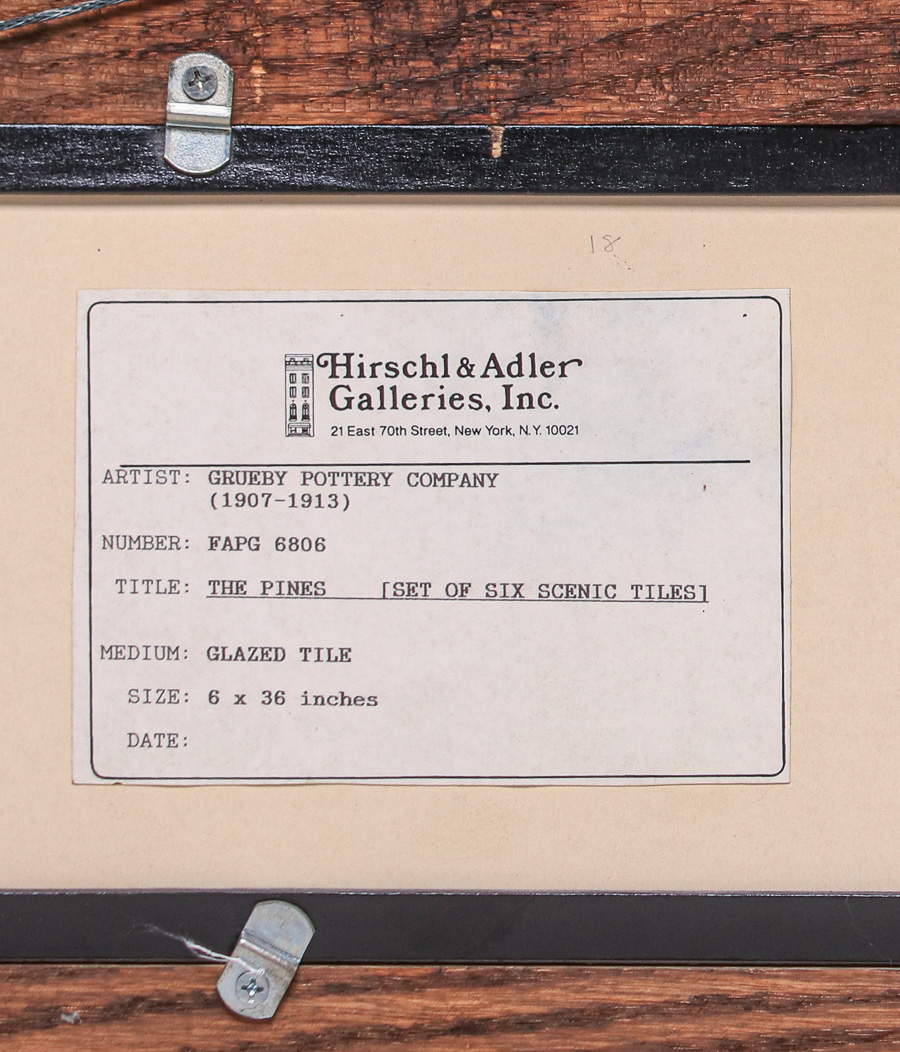 18
Hirschl & Adler
Galleries, Inc.
21 East 70th Street, New York, N.Y. 10021
ARTIST: GRUEBY POTTERY COMPANY
(1907-1913)
NUMBER: FAPG 6806
TITLE: THE PINES [SET OF SIX SCENIC TILES]
MEDIUM: GLAZED TILE
SIZE: 6 x 36 inches
DATE: